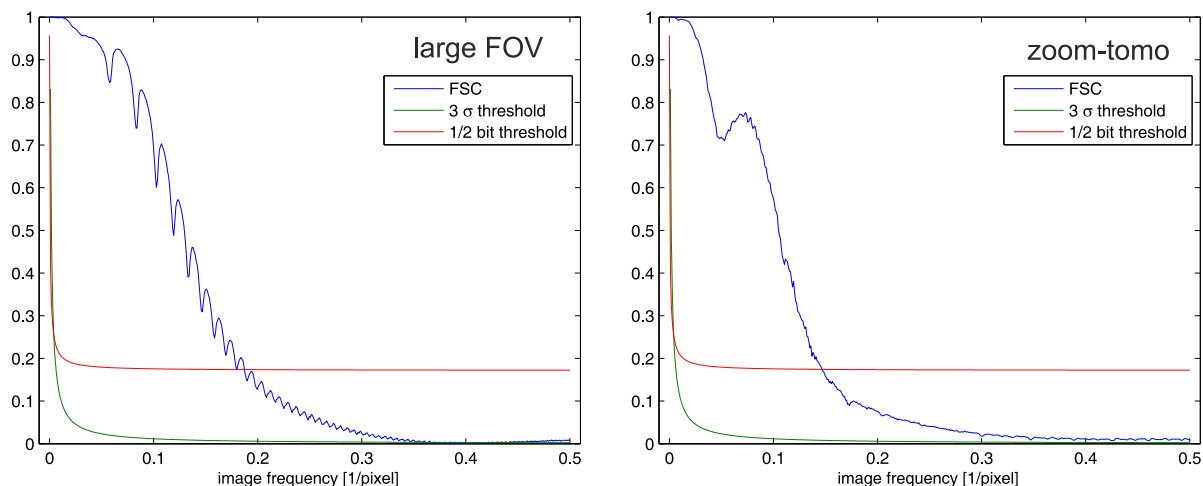 large FOV
FSC
3 σ threshold
1/2 bit threshold
1
0.9
0.8
0.7
0.6
0.5
0.4
0.3
0.2
0.1
0
0 0.1 0.2 0.3 0.4 0.5
image frequency [1/pixel]
zoom-tomo
FSC
3 σ threshold
1/2 bit threshold
1
0.9
0.8
0.7
0.6
0.5
0.4
0.3
0.2
0.1
0
0 0.1 0.2 0.3 0.4 0.5
image frequency [1/pixel]